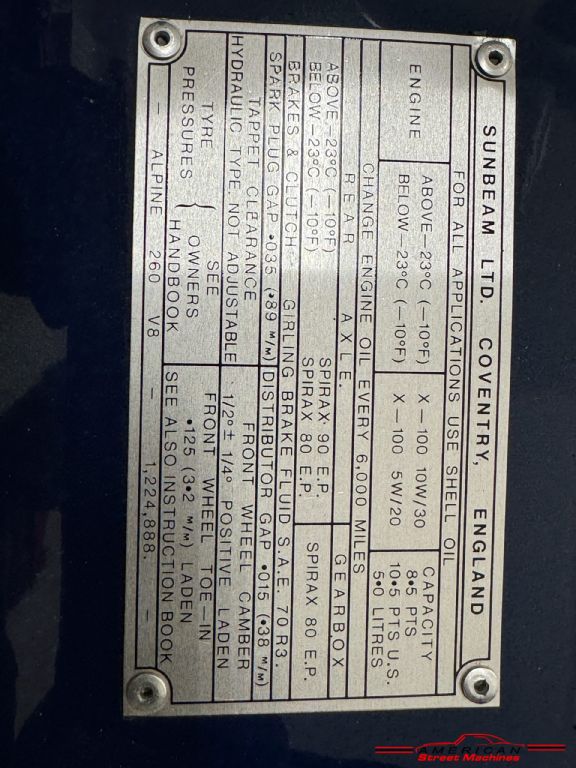 SUNBEAM LTD. COVENTRY, ENGLAND
FOR ALL APPLICATIONS USE SHELL OIL
ENGINE
ABOVE —23°C (—10°F) X—100 10W/30
BELOW —23°C (—10°F) X—100 5W/20
CAPACITY
8•5 PTS
10•5 PTS U.S.
5•0 LITRES
CHANGE ENGINE OIL EVERY 6,000 MILES
REAR AXLE. GEARBOX
ABOVE —23°C (—10°F) SPIRAX 90 E.P. SPIRAX 80 E.P.
BELOW —23°C (—10°F) SPIRAX 80 E.P.
BRAKES & CLUTCH GIRLING BRAKE FLUID S.A.E. 70 R3.
SPARK PLUG GAP •035 (•89 M/M) DISTRIBUTOR GAP •015 (•38 M/M)
TAPPET CLEARANCE
HYDRAULIC TYPE NOT ADJUSTABLE
FRONT WHEEL CAMBER
1/2° ± 1/4° POSITIVE LADEN
TYRE PRESSURES { SEE OWNERS HANDBOOK
FRONT WHEEL TOE—IN
•125 (3•2 M/M) LADEN
SEE ALSO INSTRUCTION BOOK
— ALPINE 260 V8 — 1,224,888. —
AMERICAN
Street Machines